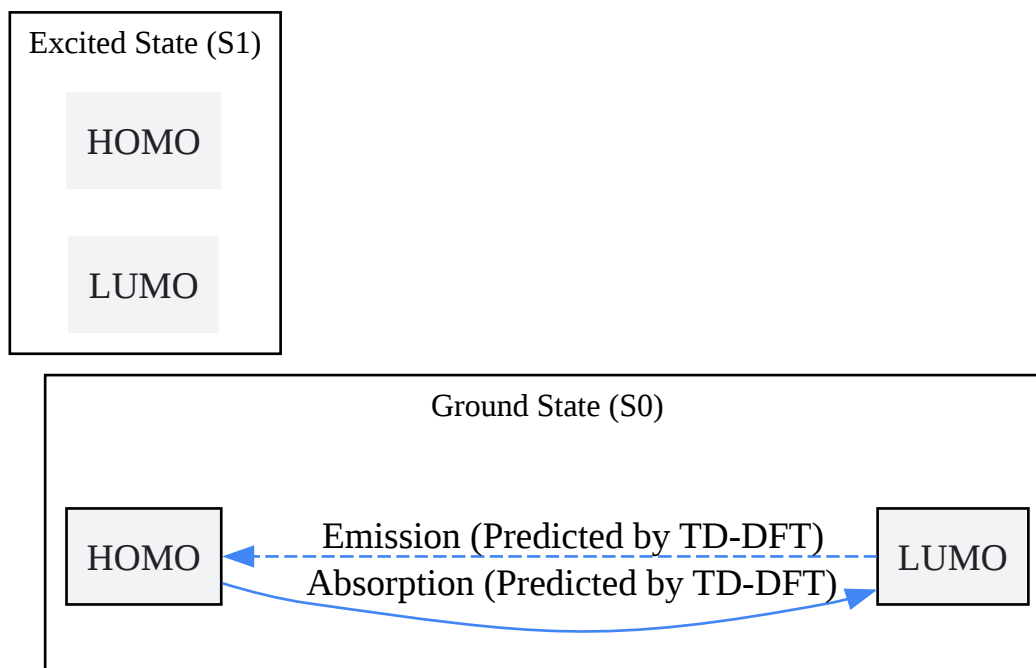 Excited State (S1)
HOMO
LUMO
Ground State (S0)
HOMO
Emission (Predicted by TD-DFT)
Absorption (Predicted by TD-DFT)
LUMO